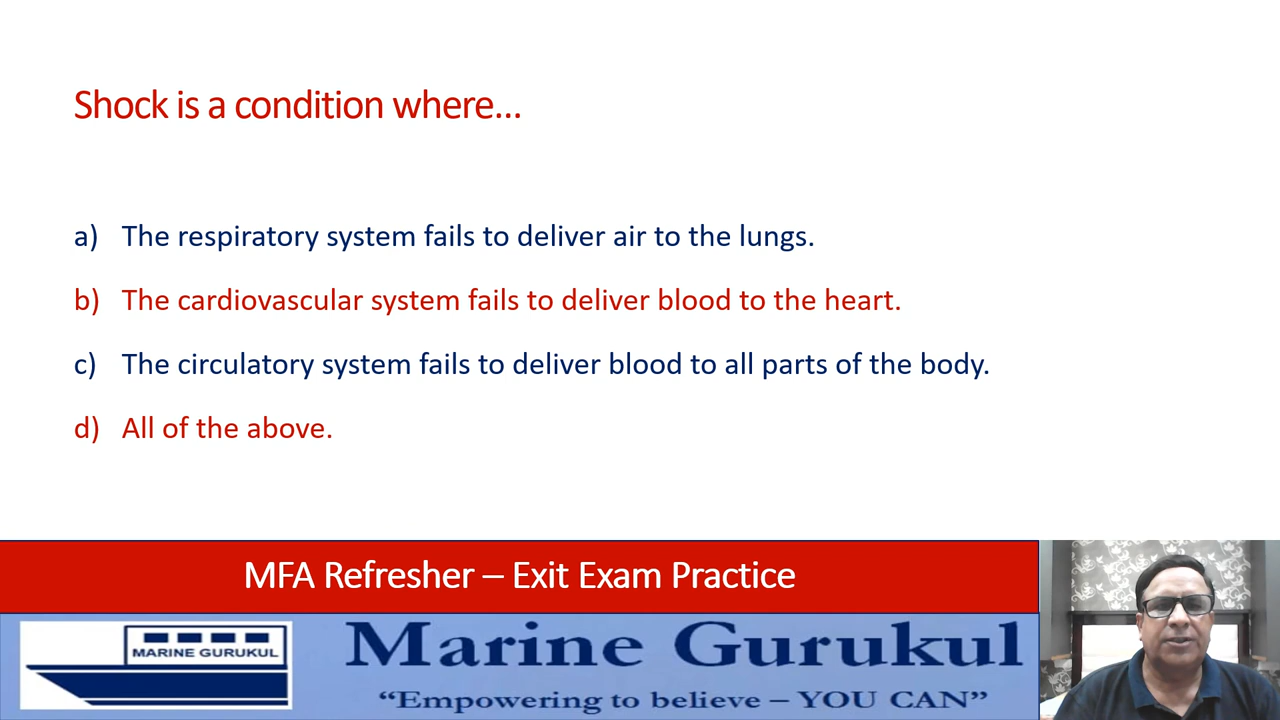 Shock is a condition where...
a) The respiratory system fails to deliver air to the lungs.
b) The cardiovascular system fails to deliver blood to the heart.
c) The circulatory system fails to deliver blood to all parts of the body.
d) All of the above.
MFA Refresher – Exit Exam Practice
MARINE GURUKUL
Marine Gurukul
“Empowering to believe – YOU CAN”